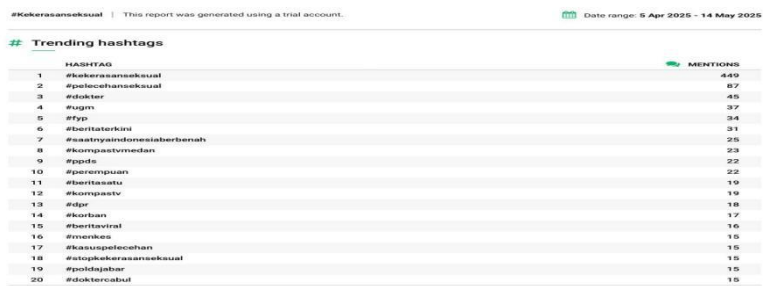 #Kekerasanseksual | This report was generated using a trial account. Date range: 5 Apr 2025 - 14 May 2025
# Trending hashtags
HASHTAG MENTIONS
1 #kekerasanseksual 449
2 #pelecehanseksual 87
3 #dokter 45
4 #ugm 37
5 #fyp 34
6 #beritaterkini 31
7 #saatnyaindonesiaberbenah 25
8 #kompastvmedan 23
9 #ppds 22
10 #perempuan 22
11 #beritasatu 19
12 #kompastv 19
13 #dpr 18
14 #korban 17
15 #beritaviral 16
16 #menkes 15
17 #kasuspelecehan 15
18 #stopkekerasanseksual 15
19 #poldajabar 15
20 #doktercabul 15